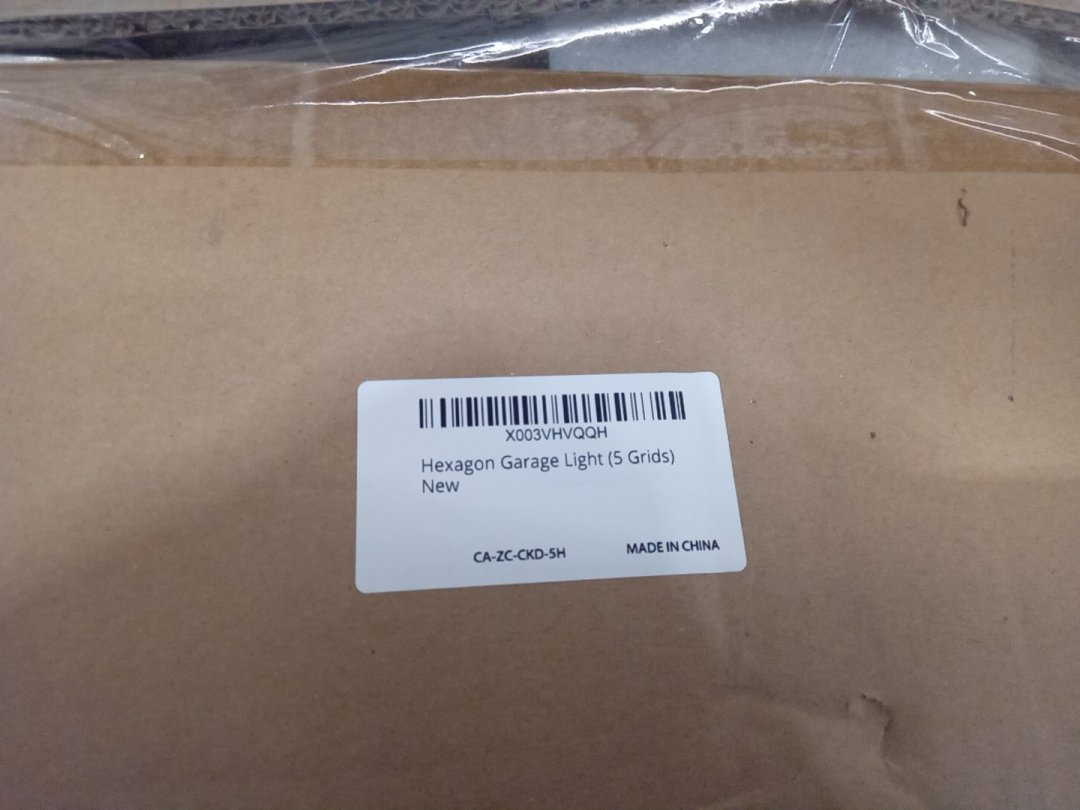 X003VHVQQH
Hexagon Garage Light (5 Grids)
New
CA-ZC-CKD-5H MADE IN CHINA